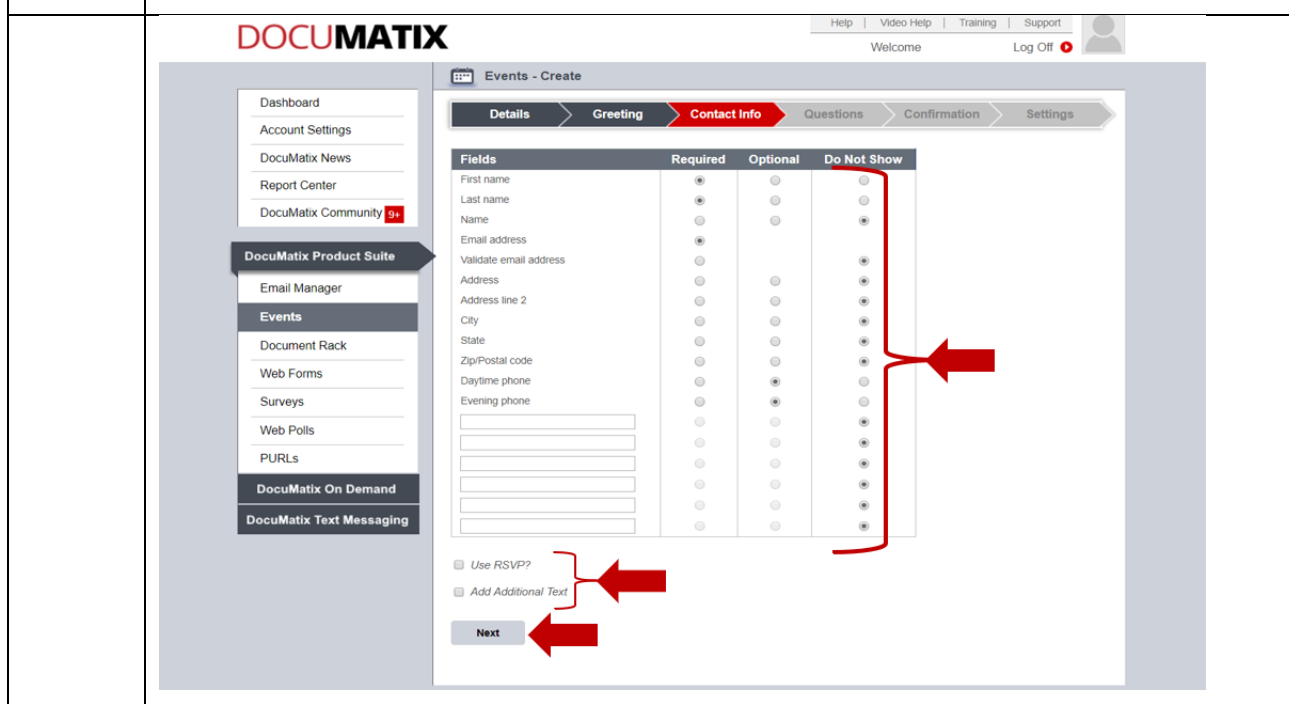 DOCUMATIX
Help | Video Help | Training | Support
Welcome Log Off
Events - Create
Dashboard
Account Settings
DocuMatix News
Report Center
DocuMatix Community 9+
DocuMatix Product Suite
Email Manager
Events
Document Rack
Web Forms
Surveys
Web Polls
PURLs
DocuMatix On Demand
DocuMatix Text Messaging
Details Greeting Contact Info Questions Confirmation Settings
Fields Required Optional Do Not Show
First name
Last name
Name
Email address
Validate email address
Address
Address line 2
City
State
Zip/Postal code
Daytime phone
Evening phone
Use RSVP?
Add Additional Text
Next